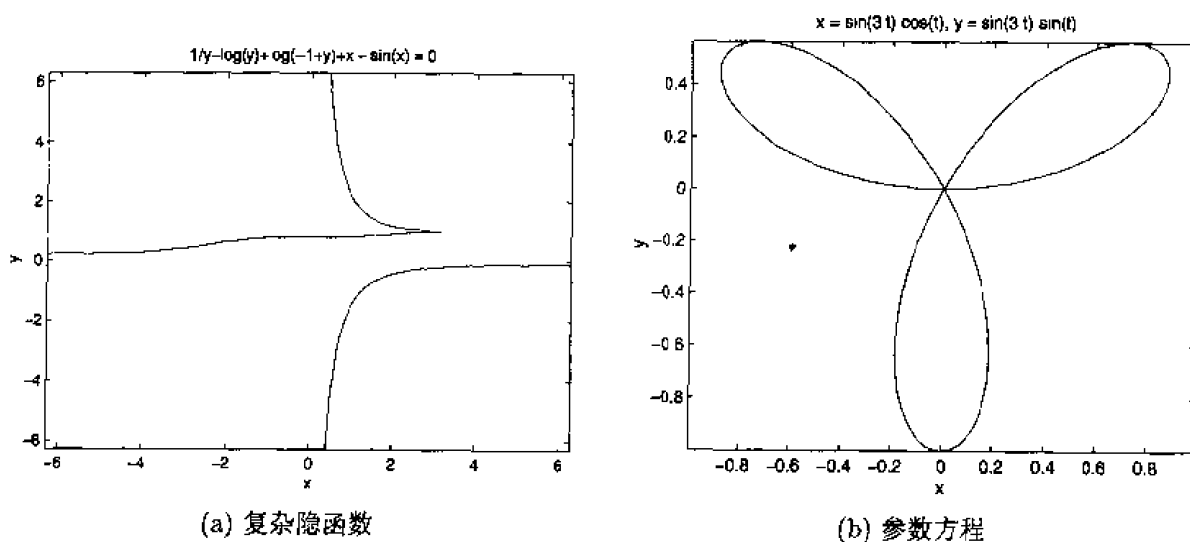 1/y-log(y)+ og(-1+y)+x - sin(x) = 0
6
4
2
0
-2
-4
-6
y
-6 -4 -2 0 2 4 6
x
(a) 复杂隐函数
x = sin(3 t) cos(t), y = sin(3 t) sin(t)
0.4
0.2
0
-0.2
-0.4
-0.6
-0.8
y
-0.8 -0.6 -0.4 -0.2 0 0.2 0.4 0.6 0.8
x
(b) 参数方程